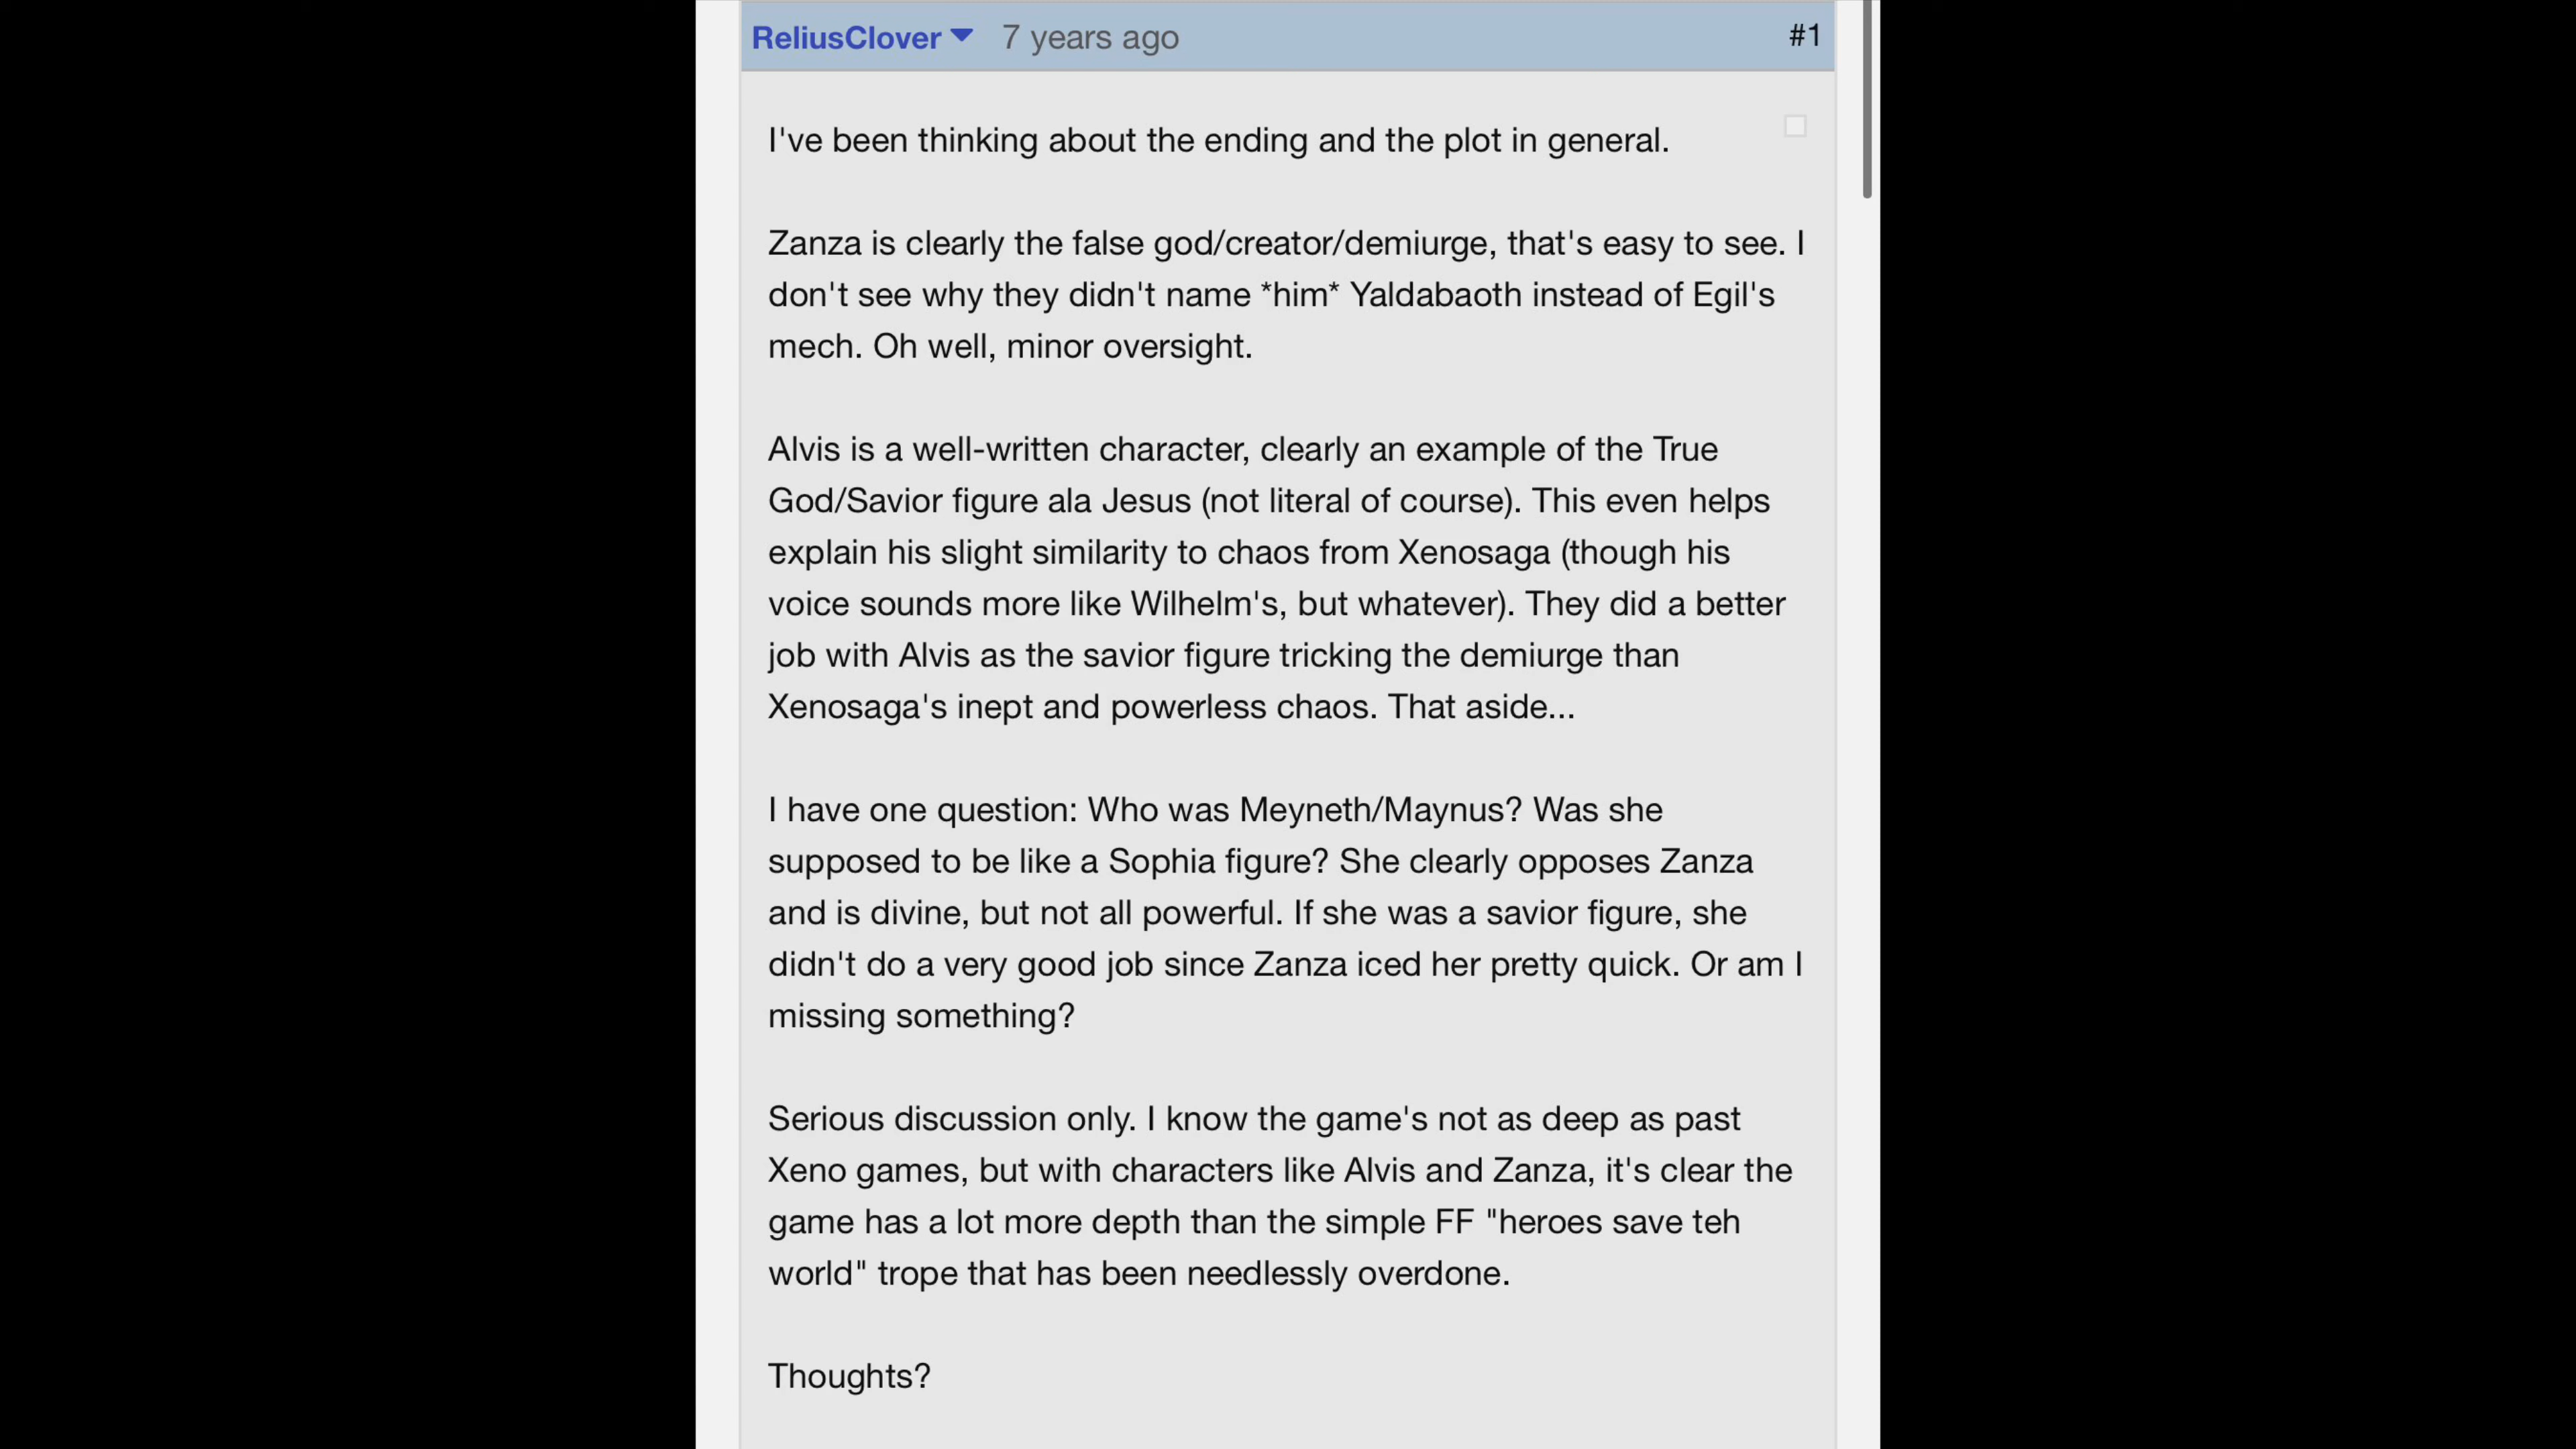 ReliusClover 7 years ago #1
I've been thinking about the ending and the plot in general.
Zanza is clearly the false god/creator/demiurge, that's easy to see. I
don't see why they didn't name *him* Yaldabaoth instead of Egil's
mech. Oh well, minor oversight.
Alvis is a well-written character, clearly an example of the True
God/Savior figure ala Jesus (not literal of course). This even helps
explain his slight similarity to chaos from Xenosaga (though his
voice sounds more like Wilhelm's, but whatever). They did a better
job with Alvis as the savior figure tricking the demiurge than
Xenosaga's inept and powerless chaos. That aside...
I have one question: Who was Meyneth/Maynus? Was she
supposed to be like a Sophia figure? She clearly opposes Zanza
and is divine, but not all powerful. If she was a savior figure, she
didn't do a very good job since Zanza iced her pretty quick. Or am I
missing something?
Serious discussion only. I know the game's not as deep as past
Xeno games, but with characters like Alvis and Zanza, it's clear the
game has a lot more depth than the simple FF "heroes save teh
world" trope that has been needlessly overdone.
Thoughts?